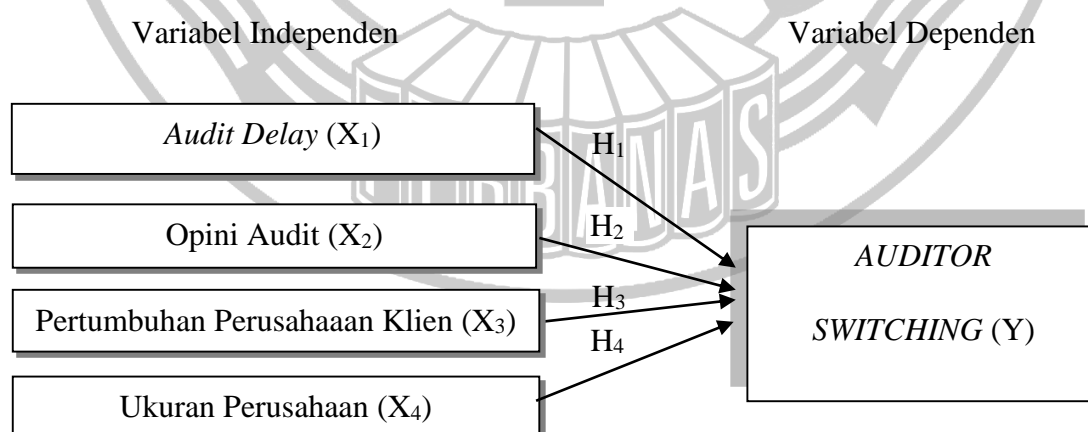 Variabel Independen
Variabel Dependen
Audit Delay (X₁)
H₁
Opini Audit (X₂)
H₂
Pertumbuhan Perusahaaan Klien (X₃)
H₃
Ukuran Perusahaan (X₄)
H₄
AUDITOR
SWITCHING (Y)